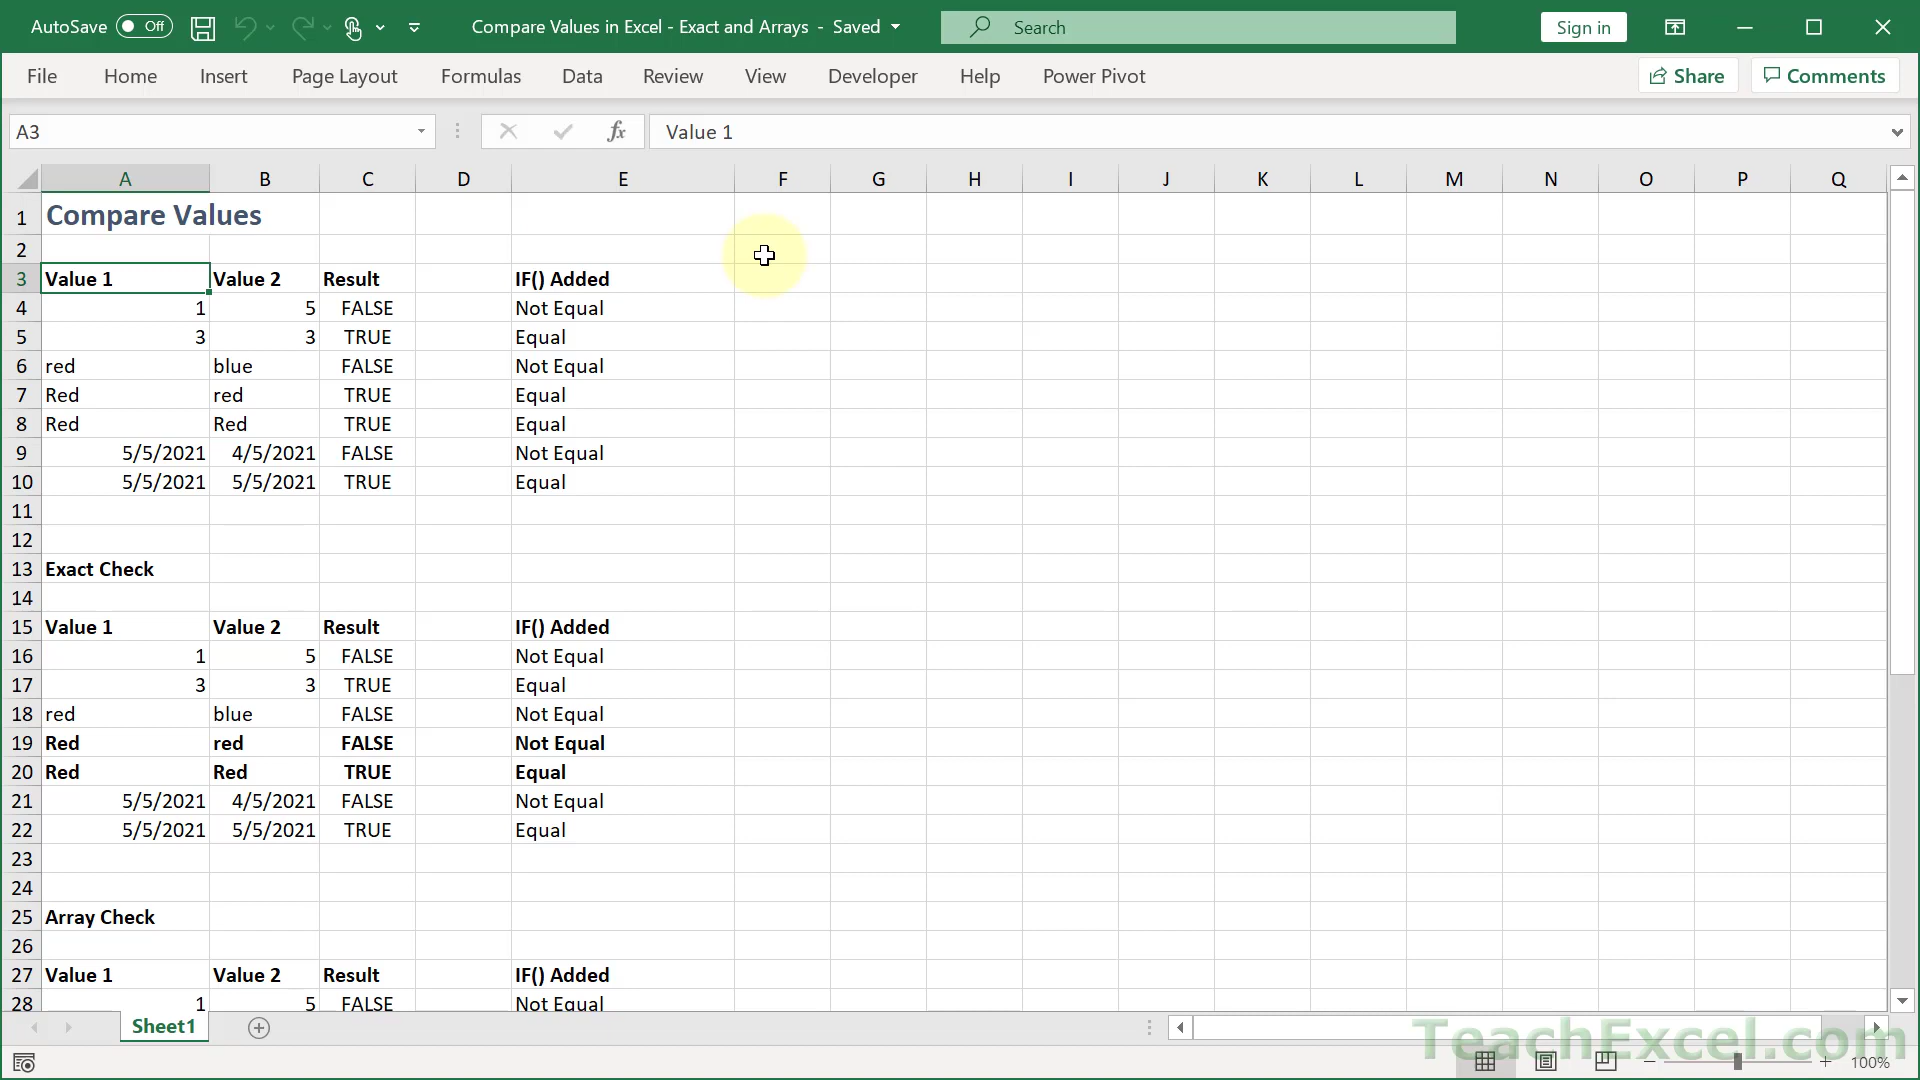 AutoSave Off Compare Values in Excel - Exact and Arrays - Saved Search Sign in
File Home Insert Page Layout Formulas Data Review View Developer Help Power Pivot Share Comments
A3 fx Value 1
A B C D E F G H I J K L M N O P Q
1 Compare Values
2
3 Value 1 Value 2 Result IF() Added
4 1 5 FALSE Not Equal
5 3 3 TRUE Equal
6 red blue FALSE Not Equal
7 Red red TRUE Equal
8 Red Red TRUE Equal
9 5/5/2021 4/5/2021 FALSE Not Equal
10 5/5/2021 5/5/2021 TRUE Equal
11
12
13 Exact Check
14
15 Value 1 Value 2 Result IF() Added
16 1 5 FALSE Not Equal
17 3 3 TRUE Equal
18 red blue FALSE Not Equal
19 Red red FALSE Not Equal
20 Red Red TRUE Equal
21 5/5/2021 4/5/2021 FALSE Not Equal
22 5/5/2021 5/5/2021 TRUE Equal
23
24
25 Array Check
26
27 Value 1 Value 2 Result IF() Added
28 1 5 FALSE Not Equal
Sheet1
TeachExcel.com
100%